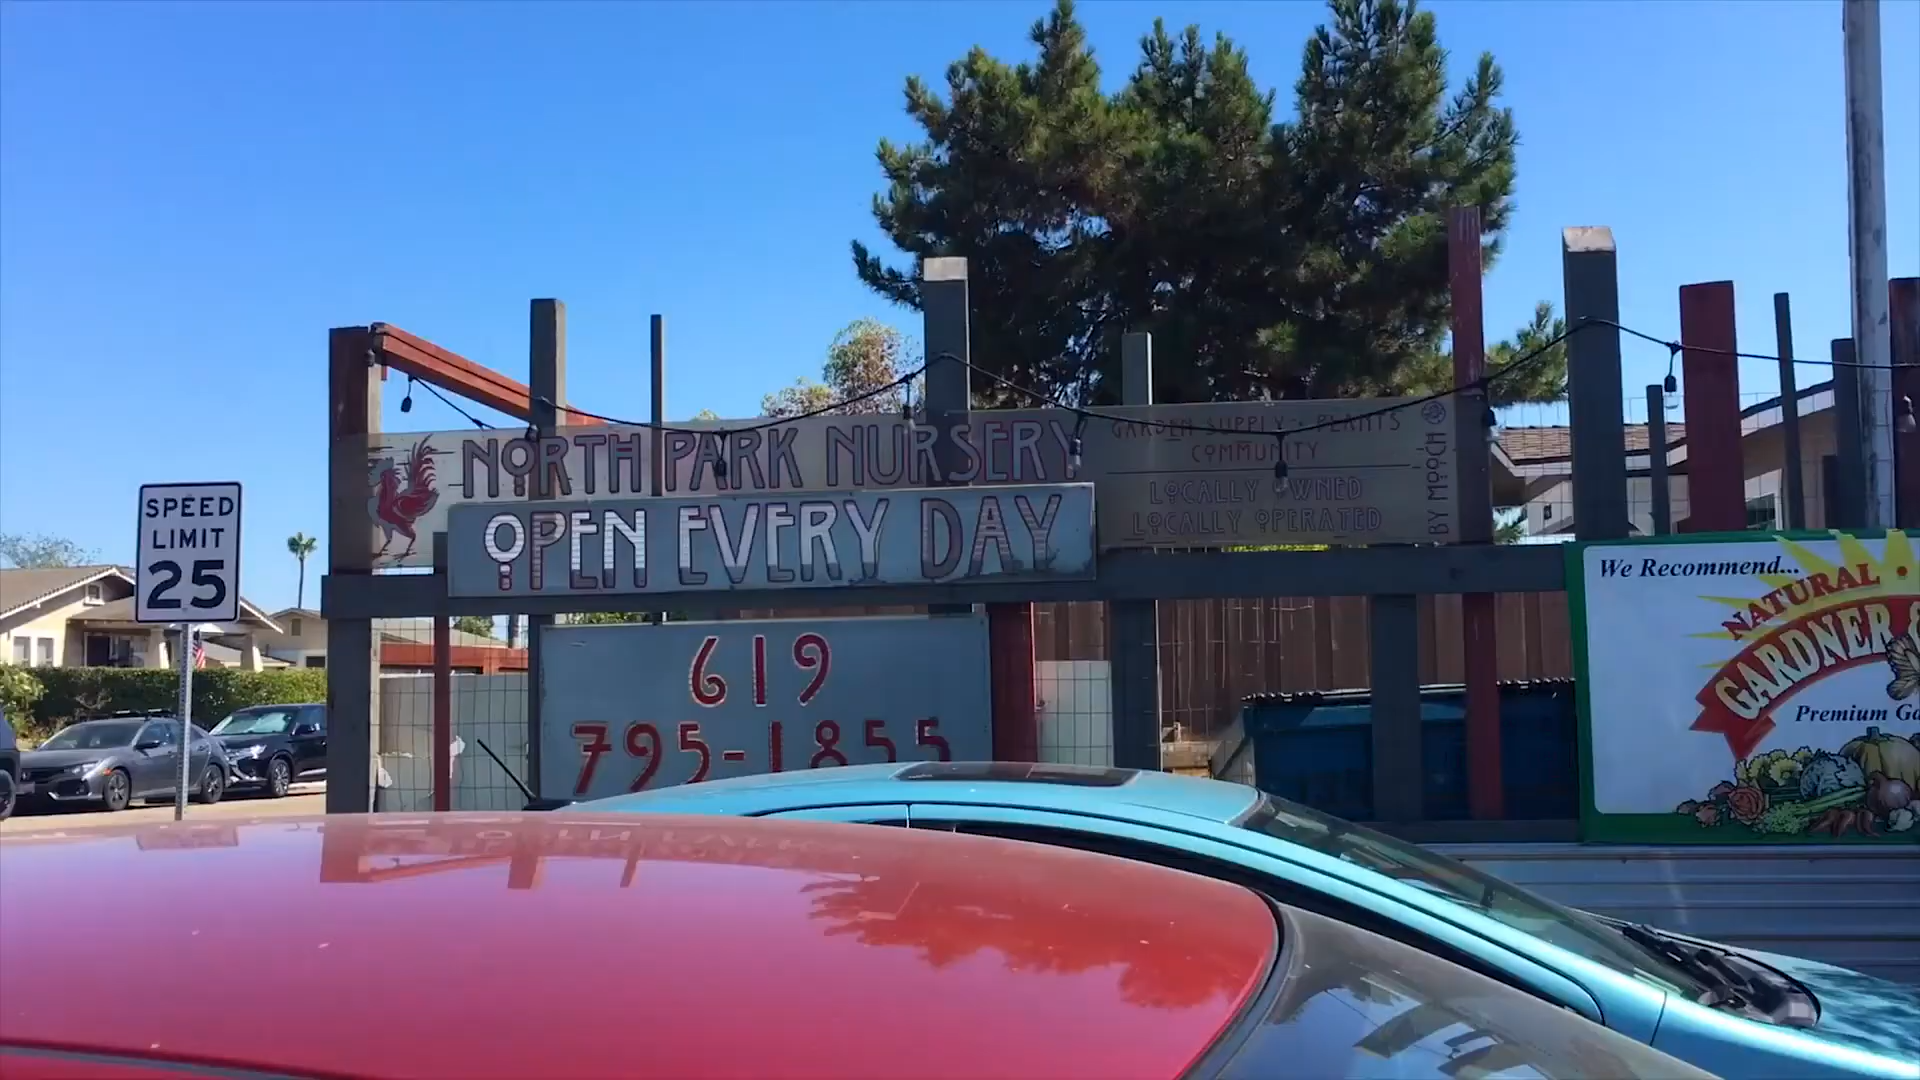 SPEED
LIMIT
25
NORTH PARK NURSERY
OPEN EVERY DAY
619
795-1855
GARDEN SUPPLY · PLANTS
COMMUNITY
LOCALLY OWNED
LOCALLY OPERATED
BY MOOCH
We Recommend...
NATURAL •
GARDNER &
Premium Ga